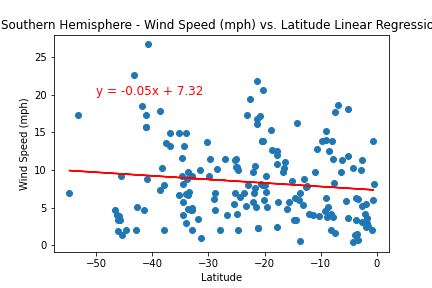 Southern Hemisphere - Wind Speed (mph) vs. Latitude Linear Regressio
25
20
15
10
5
0
Wind Speed (mph)
y = -0.05x + 7.32
−50 −40 −30 −20 −10 0
Latitude